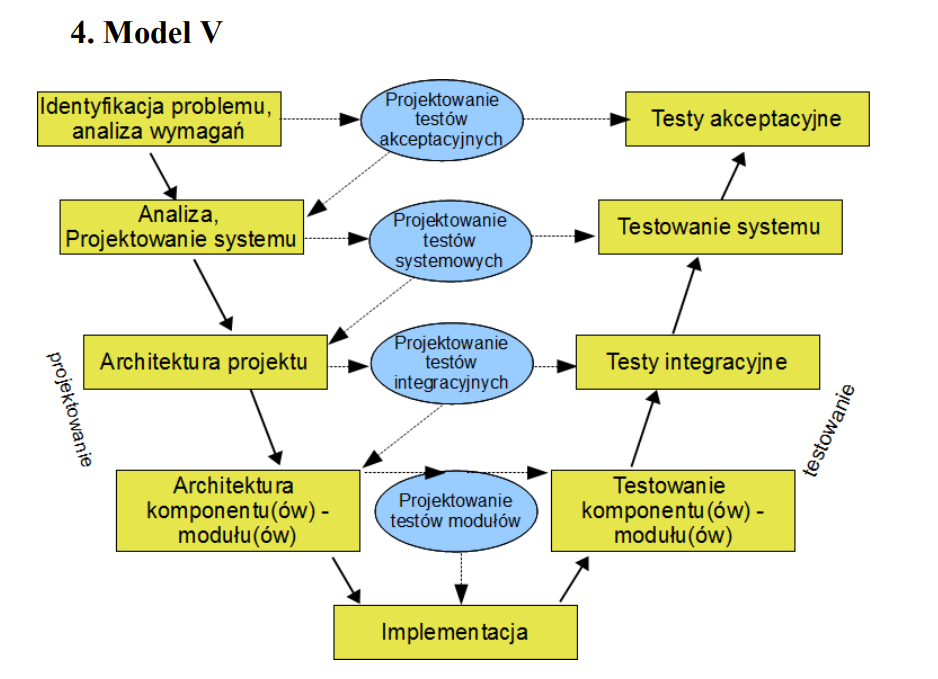 4. Model V
Identyfikacja problemu,
analiza wymagań
Projektowanie
testów
akceptacyjnych
Testy akceptacyjne
Analiza,
Projektowanie systemu
Projektowanie
testów
systemowych
Testowanie systemu
Architektura projektu
Projektowanie
testów
integracyjnych
Testy integracyjne
projektowanie
testowanie
Architektura
komponentu(ów) -
modułu(ów)
Projektowanie
testów modułów
Testowanie
komponentu(ów) -
modułu(ów)
Implementacja